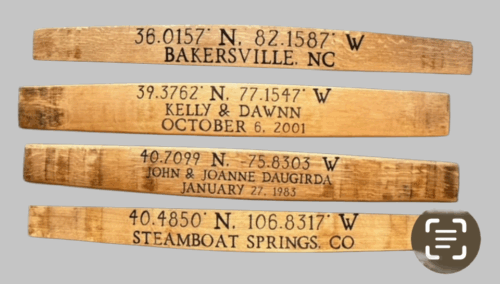 36.0157° N, 82.1587° W
BAKERSVILLE, NC
39.3762° N, 77.1547° W
KELLY & DAWNN
OCTOBER 6, 2001
40.7099 N, -75.8303 W
JOHN & JOANNE DAUGIRDA
JANUARY 27, 1983
40.4850° N, 106.8317° W
STEAMBOAT SPRINGS, CO